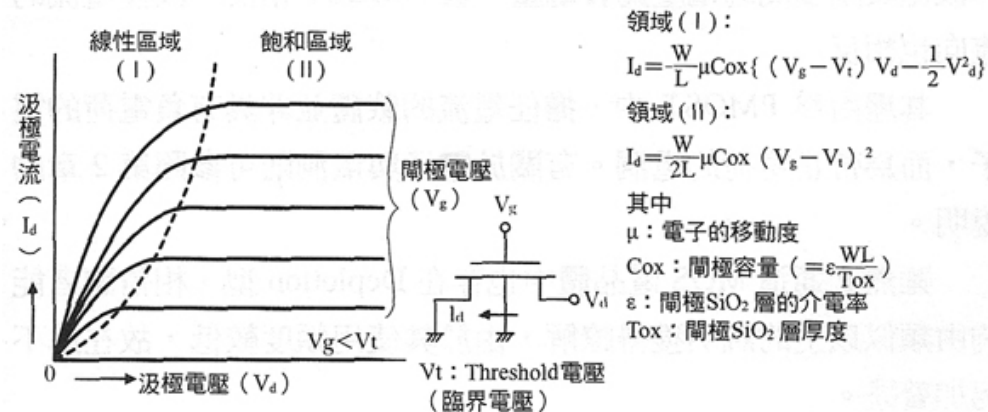 線性區域
（Ⅰ）
飽和區域
（Ⅱ）
汲極電流（Id）
0
汲極電壓（Vd）
Vg<Vt
閘極電壓
（Vg）
Vg
Vd
Id
Vt：Threshold電壓
（臨界電壓）
領域（Ⅰ）：
Id=W/L μCox{（Vg－Vt）Vd－1/2 V²d}
領域（Ⅱ）：
Id=W/2L μCox（Vg－Vt）²
其中
μ：電子的移動度
Cox：閘極容量（=ε WL/Tox）
ε：閘極SiO₂層的介電率
Tox：閘極SiO₂層厚度